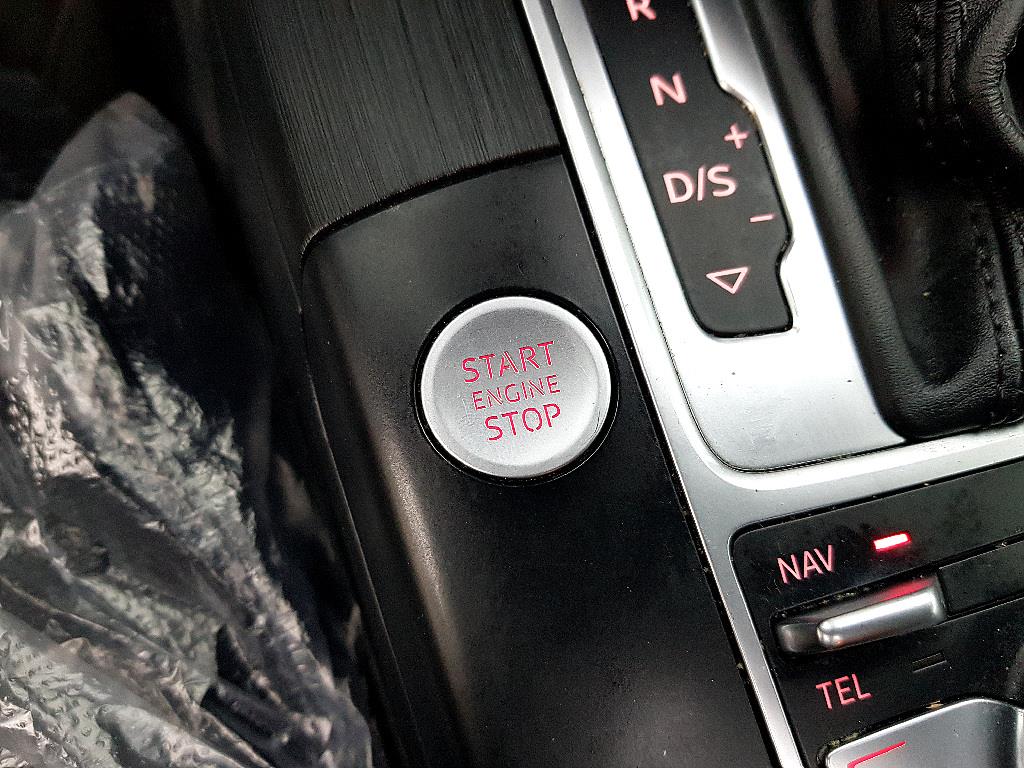 R
N
+
D/S
−
START
ENGINE
STOP
NAV
TEL